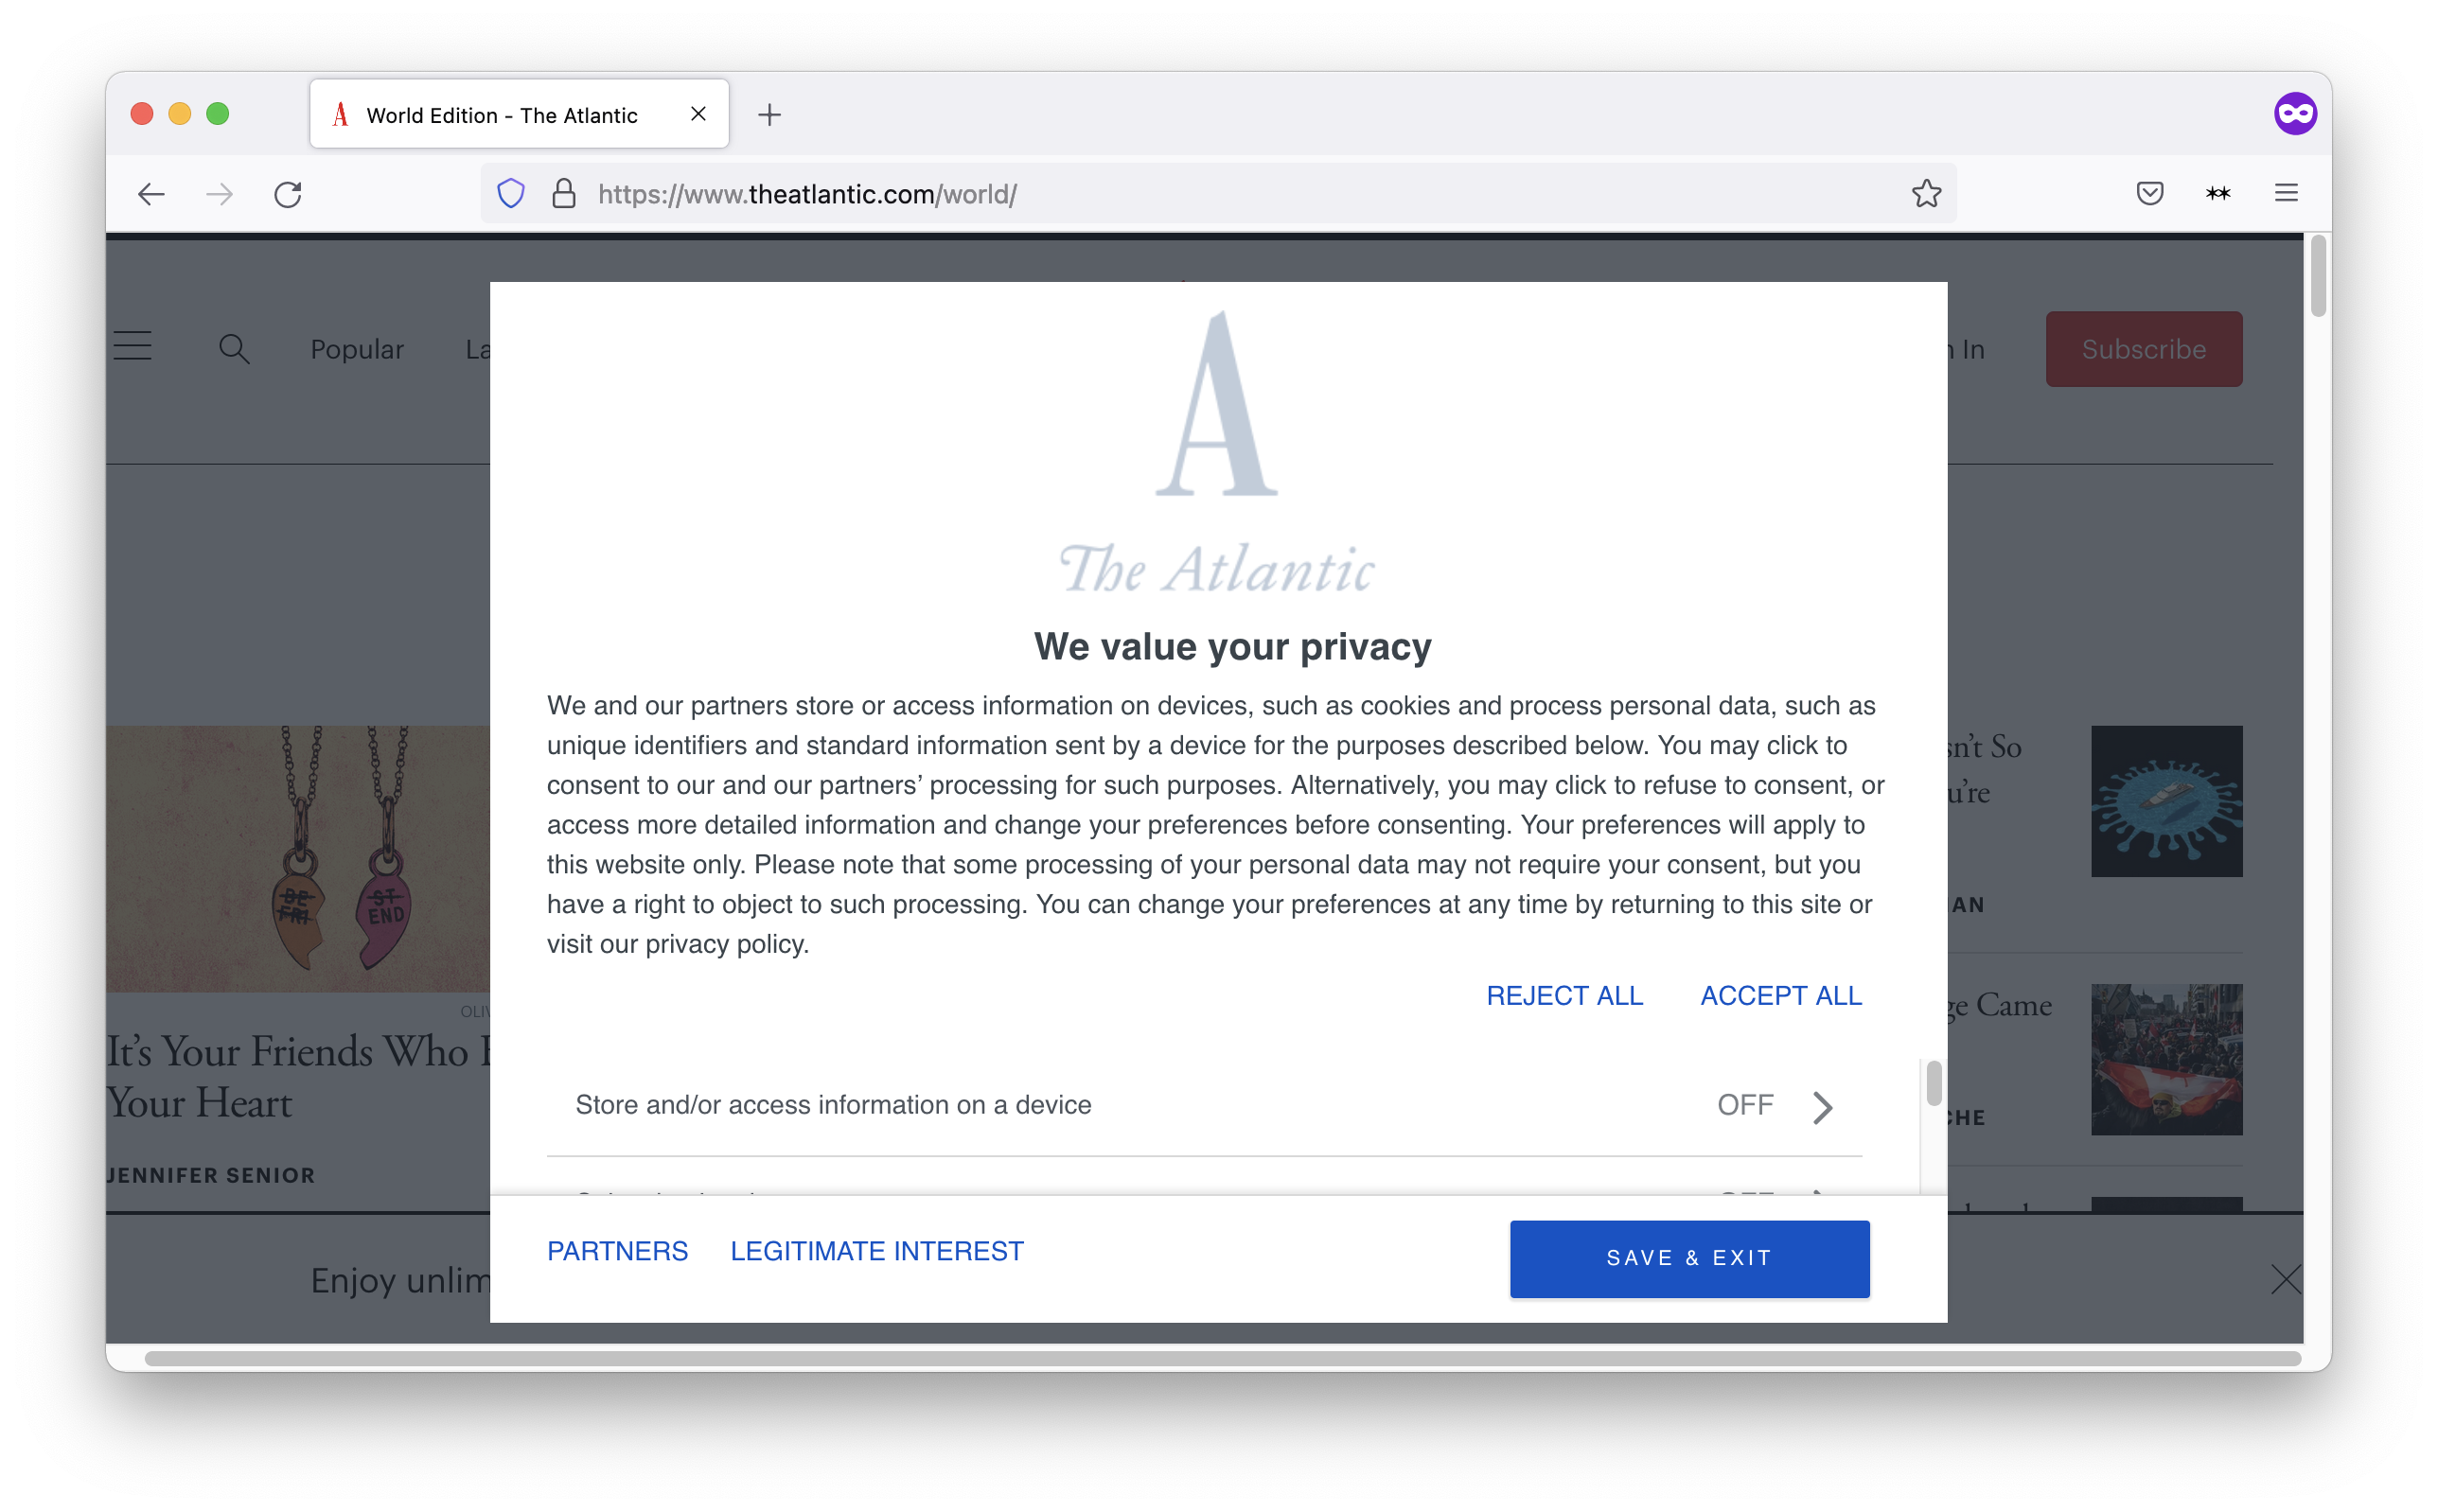 World Edition - The Atlantic
https://www.theatlantic.com/world/
Popular
In
Subscribe
A
The Atlantic
We value your privacy
We and our partners store or access information on devices, such as cookies and process personal data, such as
unique identifiers and standard information sent by a device for the purposes described below. You may click to
consent to our and our partners’ processing for such purposes. Alternatively, you may click to refuse to consent, or
access more detailed information and change your preferences before consenting. Your preferences will apply to
this website only. Please note that some processing of your personal data may not require your consent, but you
have a right to object to such processing. You can change your preferences at any time by returning to this site or
visit our privacy policy.
REJECT ALL ACCEPT ALL
Store and/or access information on a device OFF
PARTNERS LEGITIMATE INTEREST SAVE & EXIT
BE
FRI
ST
END
It’s Your Friends Who
Your Heart
JENNIFER SENIOR
So
Came
Enjoy